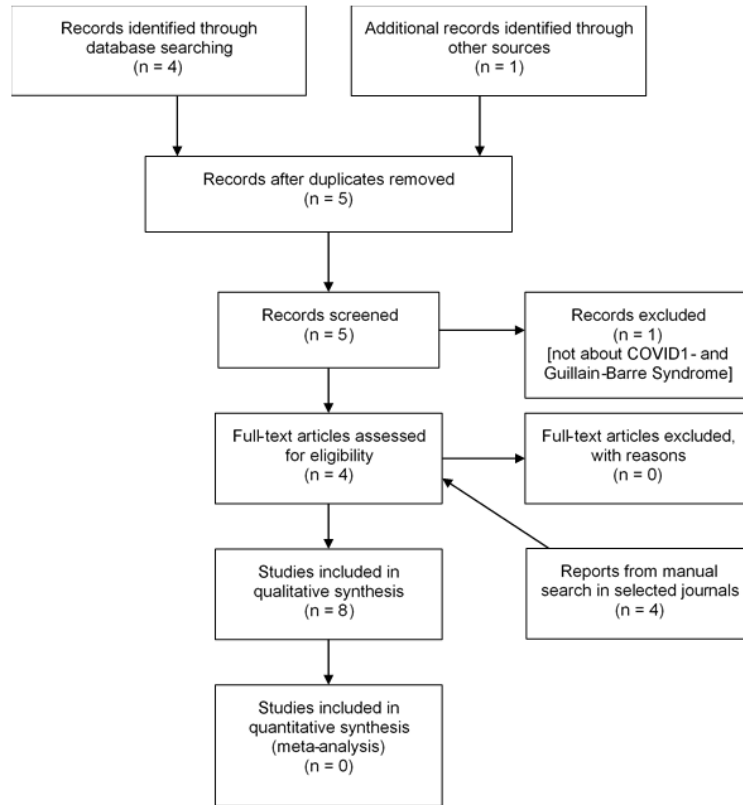 Records identified through
database searching
(n = 4)
Additional records identified through
other sources
(n = 1)
Records after duplicates removed
(n = 5)
Records screened
(n = 5)
Records excluded
(n = 1)
[not about COVID1- and
Guillain-Barre Syndrome]
Full-text articles assessed
for eligibility
(n = 4)
Full-text articles excluded,
with reasons
(n = 0)
Studies included in
qualitative synthesis
(n = 8)
Reports from manual
search in selected journals
(n = 4)
Studies included in
quantitative synthesis
(meta-analysis)
(n = 0)